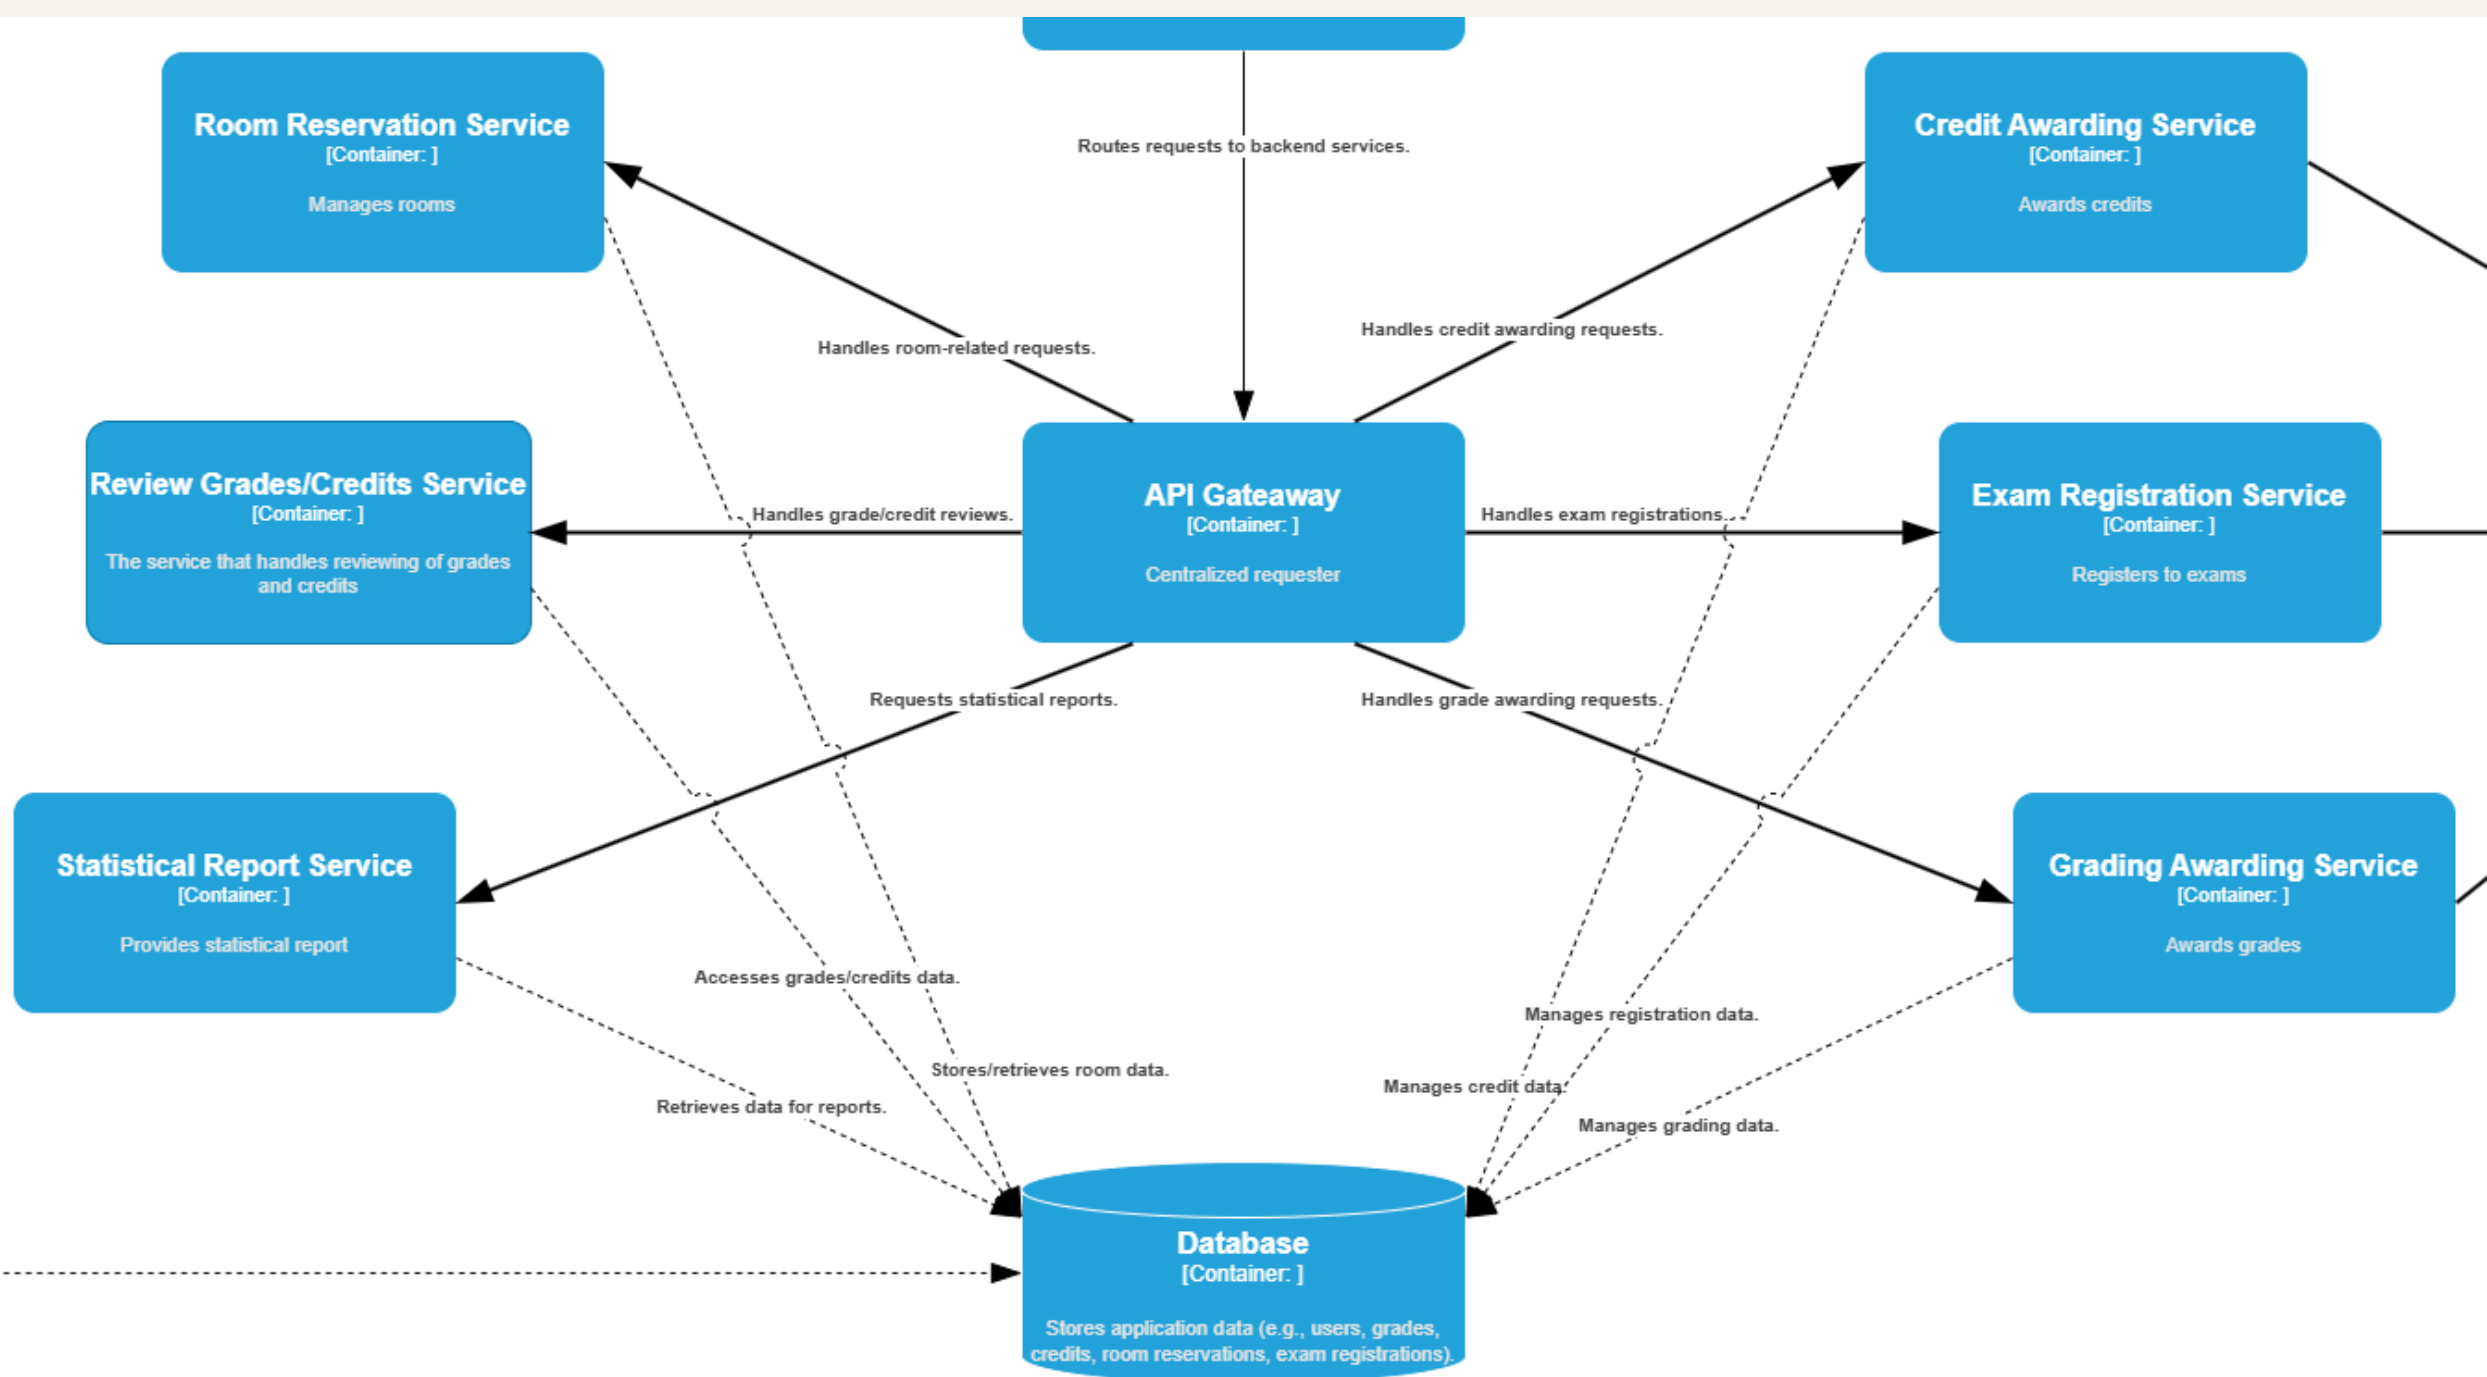 Room Reservation Service
[Container: ]
Manages rooms
Routes requests to backend services.
Credit Awarding Service
[Container: ]
Awards credits
Handles room-related requests.
Handles credit awarding requests.
Review Grades/Credits Service
[Container: ]
The service that handles reviewing of grades
and credits
Handles grade/credit reviews.
API Gateaway
[Container: ]
Centralized requester
Handles exam registrations.
Exam Registration Service
[Container: ]
Registers to exams
Requests statistical reports.
Handles grade awarding requests.
Statistical Report Service
[Container: ]
Provides statistical report
Grading Awarding Service
[Container: ]
Awards grades
Accesses grades/credits data.
Manages registration data.
Stores/retrieves room data.
Manages credit data.
Retrieves data for reports.
Manages grading data.
Database
[Container: ]
Stores application data (e.g., users, grades,
credits, room reservations, exam registrations).